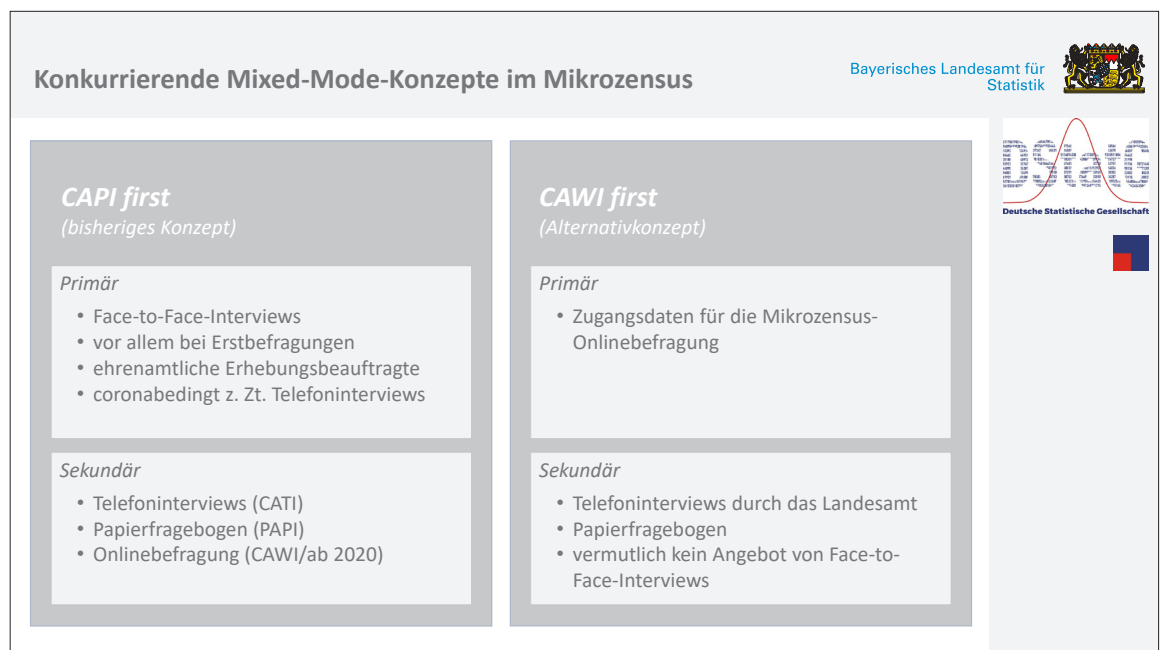 Konkurrierende Mixed-Mode-Konzepte im Mikrozensus
Bayerisches Landesamt für
Statistik
Deutsche Statistische Gesellschaft
CAPI first
(bisheriges Konzept)
Primär
• Face-to-Face-Interviews
• vor allem bei Erstbefragungen
• ehrenamtliche Erhebungsbeauftragte
• coronabedingt z. Zt. Telefoninterviews
Sekundär
• Telefoninterviews (CATI)
• Papierfragebogen (PAPI)
• Onlinebefragung (CAWI/ab 2020)
CAWI first
(Alternativkonzept)
Primär
• Zugangsdaten für die Mikrozensus-
Onlinebefragung
Sekundär
• Telefoninterviews durch das Landesamt
• Papierfragebogen
• vermutlich kein Angebot von Face-to-
Face-Interviews